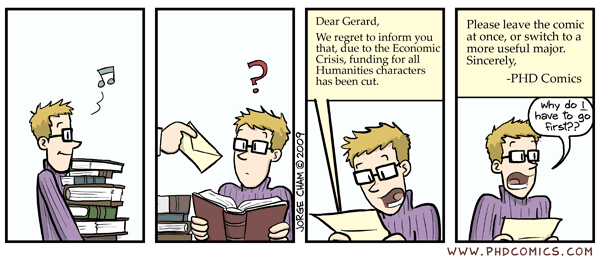 ?
JORGE CHAM © 2009
Dear Gerard,
We regret to inform you
that, due to the Economic
Crisis, funding for all
Humanities characters
has been cut.
Please leave the comic
at once, or switch to a
more useful major.
Sincerely,
-PHD Comics
Why do I
have to go
first??
WWW.PHDCOMICS.COM